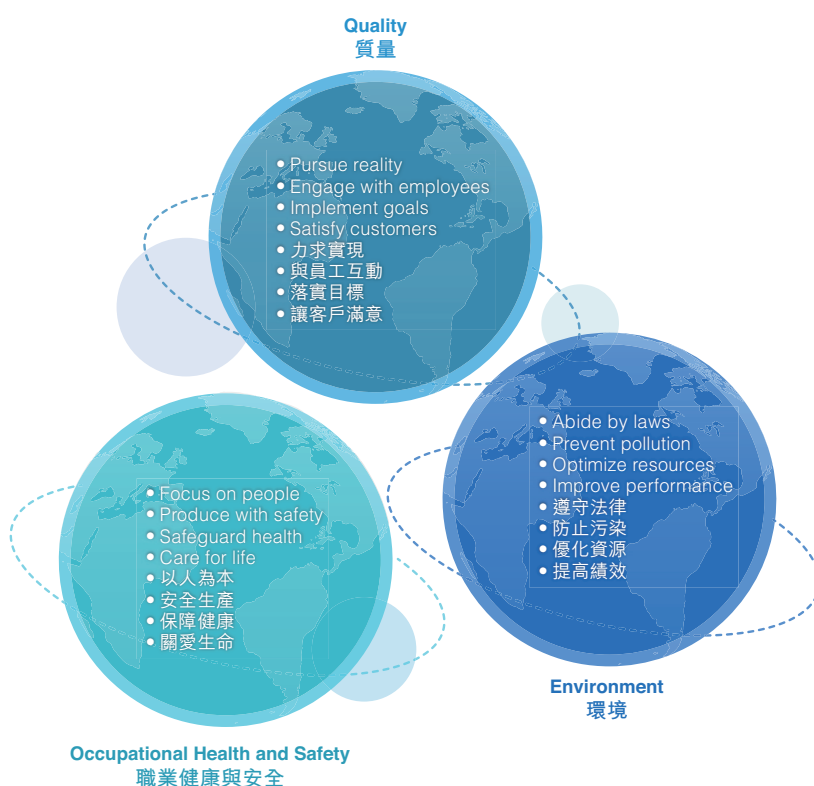 Quality
質量
• Pursue reality
• Engage with employees
• Implement goals
• Satisfy customers
• 力求實現
• 與員工互動
• 落實目標
• 讓客戶滿意
• Abide by laws
• Prevent pollution
• Optimize resources
• Improve performance
• 遵守法律
• 防止污染
• 優化資源
• 提高績效
Environment
環境
• Focus on people
• Produce with safety
• Safeguard health
• Care for life
• 以人為本
• 安全生產
• 保障健康
• 關愛生命
Occupational Health and Safety
職業健康與安全